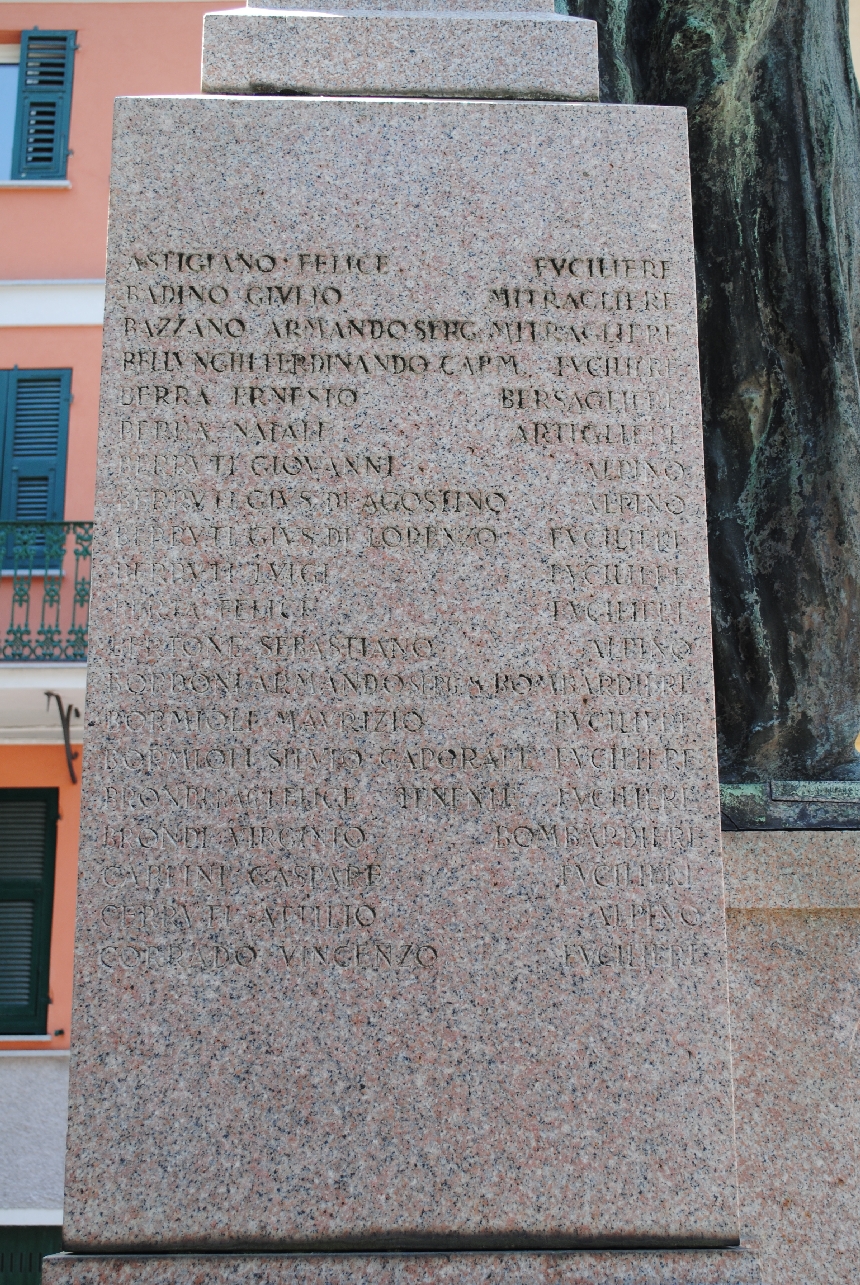 ASTIGIANO FELICE FVCILIERE
BADINO GIVLIO MITRAGLIERE
BAZZANO ARMANDO SERG. MITRAGLIERE
BELLVNGHI FERDINANDO CAP.M. FVCILIERE
BERRA ERNESTO BERSAGLIERE
BERRA NATALE ARTIGLIERE
BERRVTI GIOVANNI ALPINO
BERRVTI GIVS. DI AGOSTINO ALPINO
BERRVTI GIVS. DI LORENZO FVCILIERE
BERRVTI LVIGI FVCILIERE
FELICE FVCILIERE
BERTONE SEBASTIANO ALPINO
BORDONI ARMANDO BOMBARDIERE
BORMIOLI MAVRIZIO FVCILIERE
BORMIOLI SILVIO CAPORALE FVCILIERE
BRONDI FELICE TENENTE FVCILIERE
BRONDI VIRGINIO BOMBARDIERE
CARLINI GASPARE FVCILIERE
CERRVTI ATTILIO ALPINO
CORRADO VINCENZO FVCILIERE